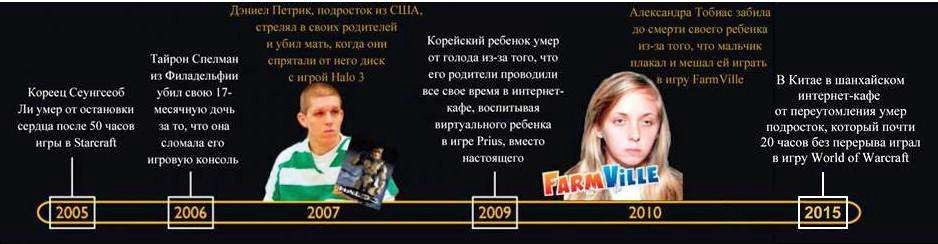 Кореец Сеунгсеоб
Ли умер от остановки
сердца после 50 часов
игры в Starcraft
2005
Тайрон Спелман
из Филадельфии
убил свою 17-
месячную дочь
за то, что она
сломала его
игровую консоль
2006
Дэниел Петрик, подросток из США,
стрелял в своих родителей
и убил мать, когда они
спрятали от него диск
с игрой Halo 3
HALO 3
2007
Корейский ребенок умер
от голода из-за того, что
его родители проводили
все свое время в интернет-
кафе, воспитывая
виртуального ребенка
в игре Prius, вместо
настоящего
2009
Александра Тобиас забила
до смерти своего ребенка
из-за того, что мальчик
плакал и мешал ей играть
в игру FarmVille
FARMVILLE
2010
В Китае в шанхайском
интернет-кафе
от переутомления умер
подросток, который почти
20 часов без перерыва играл
в игру World of Warcraft
2015